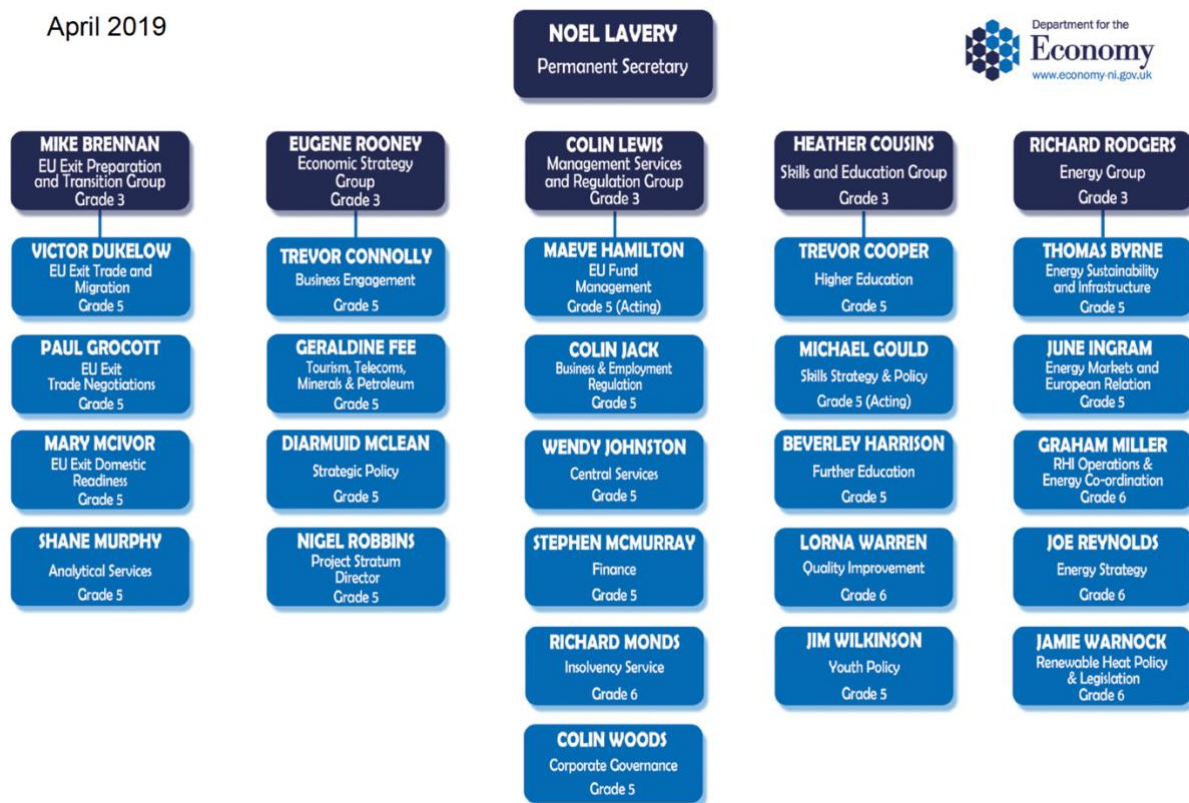 April 2019
NOEL LAVERY
Permanent Secretary
Department for the
Economy
www.economy-ni.gov.uk
MIKE BRENNAN
EU Exit Preparation
and Transition Group
Grade 3
VICTOR DUKELOW
EU Exit Trade and
Migration
Grade 5
PAUL GROCOTT
EU Exit
Trade Negotiations
Grade 5
MARY MCIVOR
EU Exit Domestic
Readiness
Grade 5
SHANE MURPHY
Analytical Services
Grade 5
EUGENE ROONEY
Economic Strategy
Group
Grade 3
TREVOR CONNOLLY
Business Engagement
Grade 5
GERALDINE FEE
Tourism, Telecoms,
Minerals & Petroleum
Grade 5
DIARMUID MCLEAN
Strategic Policy
Grade 5
NIGEL ROBBINS
Project Stratum
Director
Grade 5
COLIN LEWIS
Management Services
and Regulation Group
Grade 3
MAEVE HAMILTON
EU Fund
Management
Grade 5 (Acting)
COLIN JACK
Business & Employment
Regulation
Grade 5
WENDY JOHNSTON
Central Services
Grade 5
STEPHEN MCMURRAY
Finance
Grade 5
RICHARD MONDS
Insolvency Service
Grade 6
COLIN WOODS
Corporate Governance
Grade 5
HEATHER COUSINS
Skills and Education Group
Grade 3
TREVOR COOPER
Higher Education
Grade 5
MICHAEL GOULD
Skills Strategy & Policy
Grade 5 (Acting)
BEVERLEY HARRISON
Further Education
Grade 5
LORNA WARREN
Quality Improvement
Grade 6
JIM WILKINSON
Youth Policy
Grade 5
RICHARD RODGERS
Energy Group
Grade 3
THOMAS BYRNE
Energy Sustainability
and Infrastructure
Grade 5
JUNE INGRAM
Energy Markets and
European Relation
Grade 5
GRAHAM MILLER
RHI Operations &
Energy Co-ordination
Grade 6
JOE REYNOLDS
Energy Strategy
Grade 6
JAMIE WARNOCK
Renewable Heat Policy
& Legislation
Grade 6